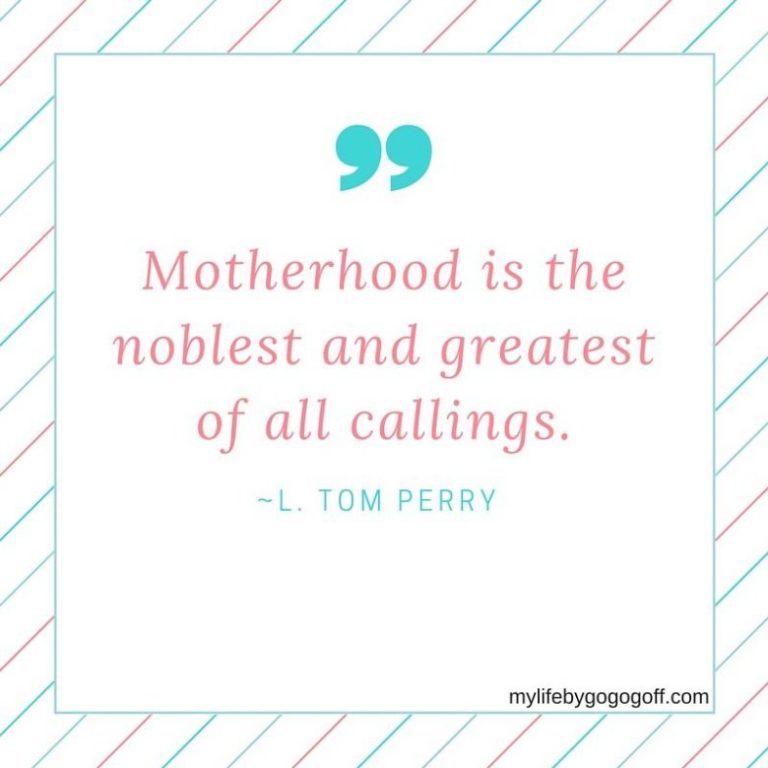 ❟❟
Motherhood is the
noblest and greatest
of all callings.
~L. TOM PERRY
mylifebygogogoff.com